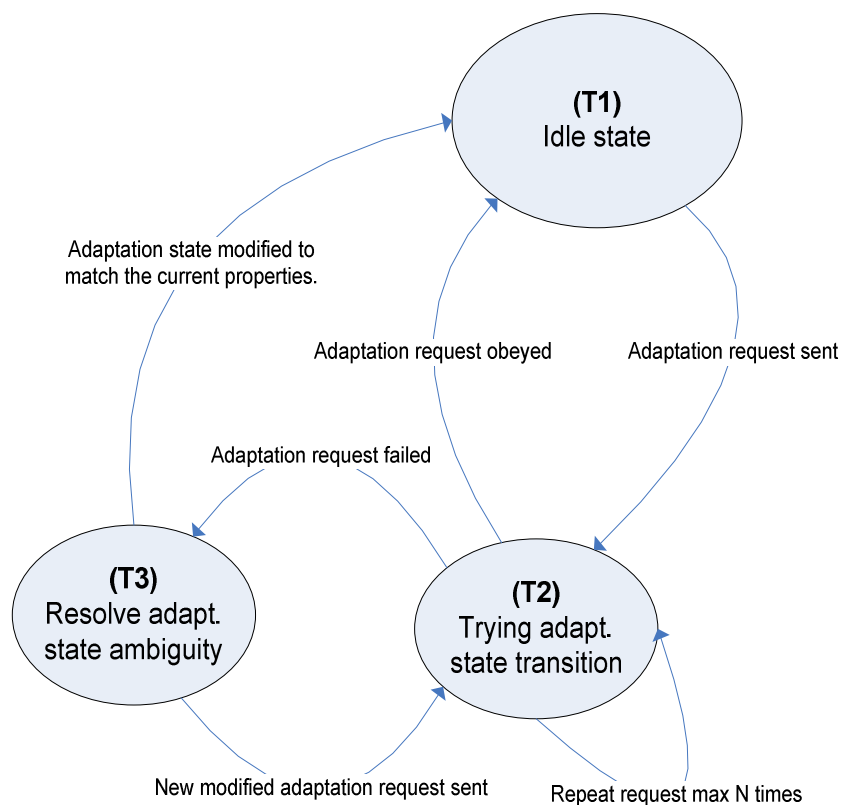 (T1)
Idle state
Adaptation state modified to
match the current properties.
Adaptation request obeyed
Adaptation request sent
Adaptation request failed
(T3)
Resolve adapt.
state ambiguity
(T2)
Trying adapt.
state transition
New modified adaptation request sent
Repeat request max N times